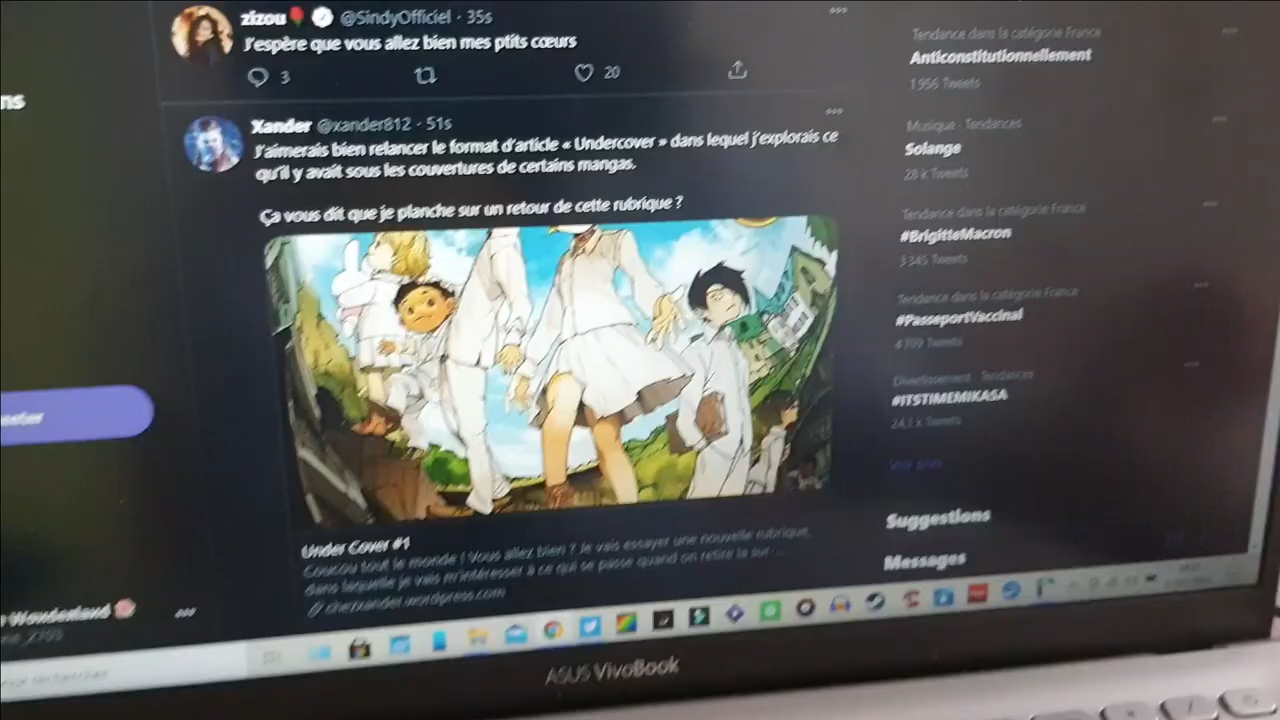 zizou @SindyOfficiel · 35s
J'espère que vous allez bien mes ptits cœurs
3
20
Xander @xander812 · 51s
J'aimerais bien relancer le format d'article « Undercover » dans lequel j'explorais ce
qu'il y avait sous les couvertures de certains mangas.
Ça vous dit que je planche sur un retour de cette rubrique ?
Under Cover #1
Coucou tout le monde ! Vous allez bien ? Je vais essayer une nouvelle rubrique,
dans laquelle je vais m'intéresser à ce qui se passe quand on retire la sur ...
chezxander.wordpress.com
ns
Wonderland
Tendance dans la catégorie France
Anticonstitutionnellement
1 956 Tweets
Musique · Tendances
Solange
28 k Tweets
Tendance dans la catégorie France
#BrigitteMacron
3 345 Tweets
Tendance dans la catégorie France
#PasseportVaccinal
4 709 Tweets
Divertissement · Tendances
#ITSTIMEMIKASA
24,1 k Tweets
Voir plus
Suggestions
Messages
ASUS VivoBook